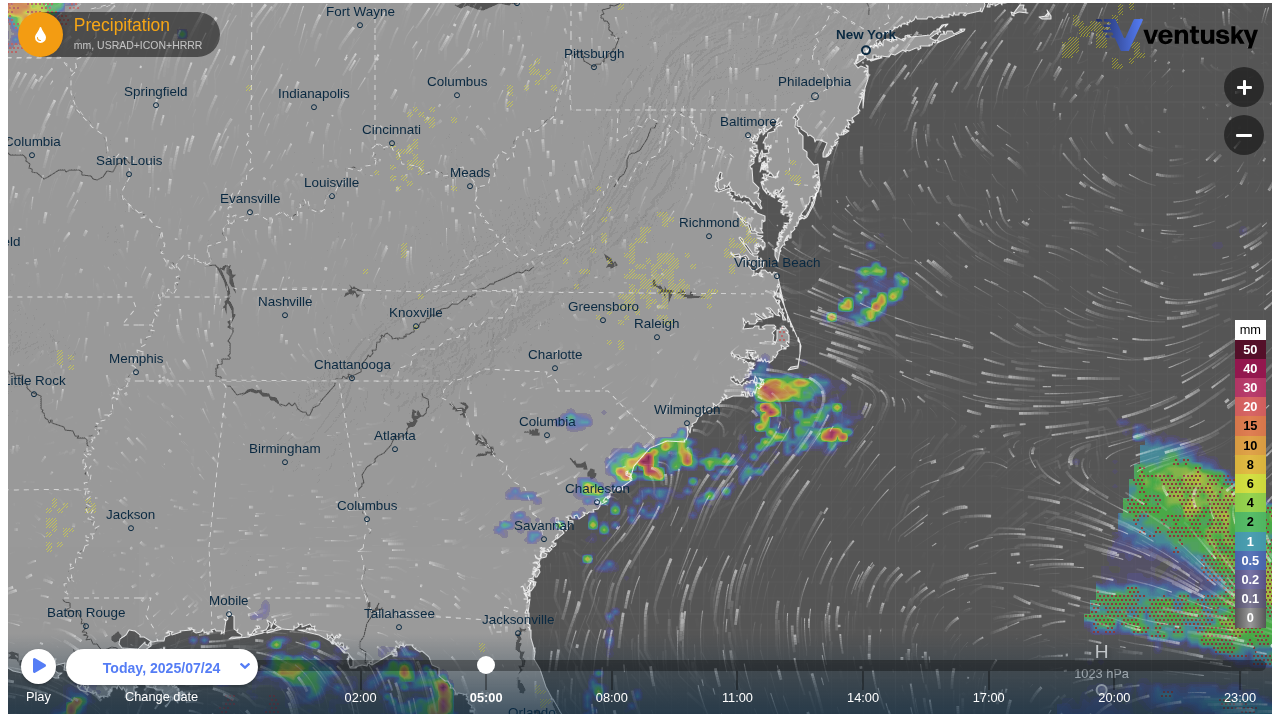 Fort Wayne
Precipitation
mm, USRAD+ICON+HRRR
New York
ventusky
Pittsburgh
Columbus
Philadelphia
Springfield
Indianapolis
+
Baltimore
Cincinnati
−
Columbia
Saint Louis
Meads
Louisville
Evansville
Richmond
eld
Virginia Beach
Nashville
Knoxville
Greensboro
Raleigh
mm
50
Memphis
Charlotte
Chattanooga
40
Little Rock
30
20
Wilmington
15
Columbia
Atlanta
10
Birmingham
8
6
Charleston
4
Columbus
Jackson
2
Savannah
1
0.5
0.2
0.1
Mobile
Baton Rouge
Tallahassee
Jacksonville
0
H
1023 hPa
Today, 2025/07/24
Play
Change date
02:00
05:00
08:00
11:00
14:00
17:00
20:00
23:00
Orlando